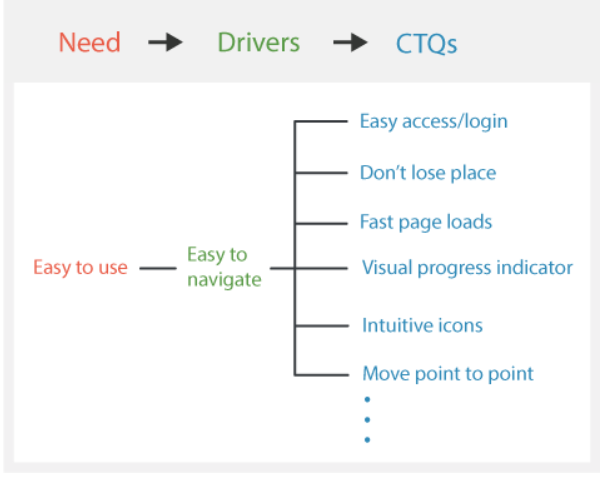 Need → Drivers → CTQs
Easy access/login
Don't lose place
Fast page loads
Easy to use
Easy to
navigate
Visual progress indicator
Intuitive icons
Move point to point